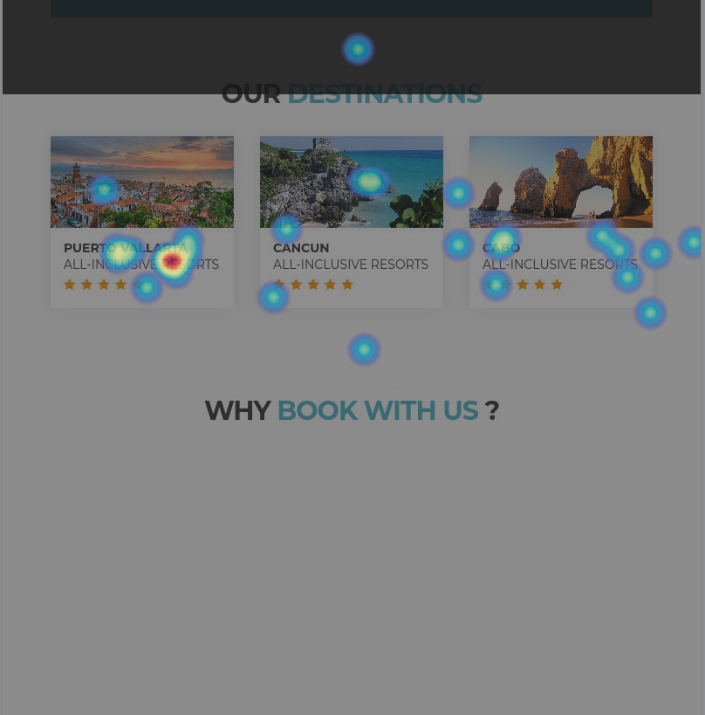 OUR DESTINATIONS
PUERTO VALLARTA
ALL-INCLUSIVE RESORTS
CANCUN
ALL-INCLUSIVE RESORTS
CABO
ALL-INCLUSIVE RESORTS
WHY BOOK WITH US ?